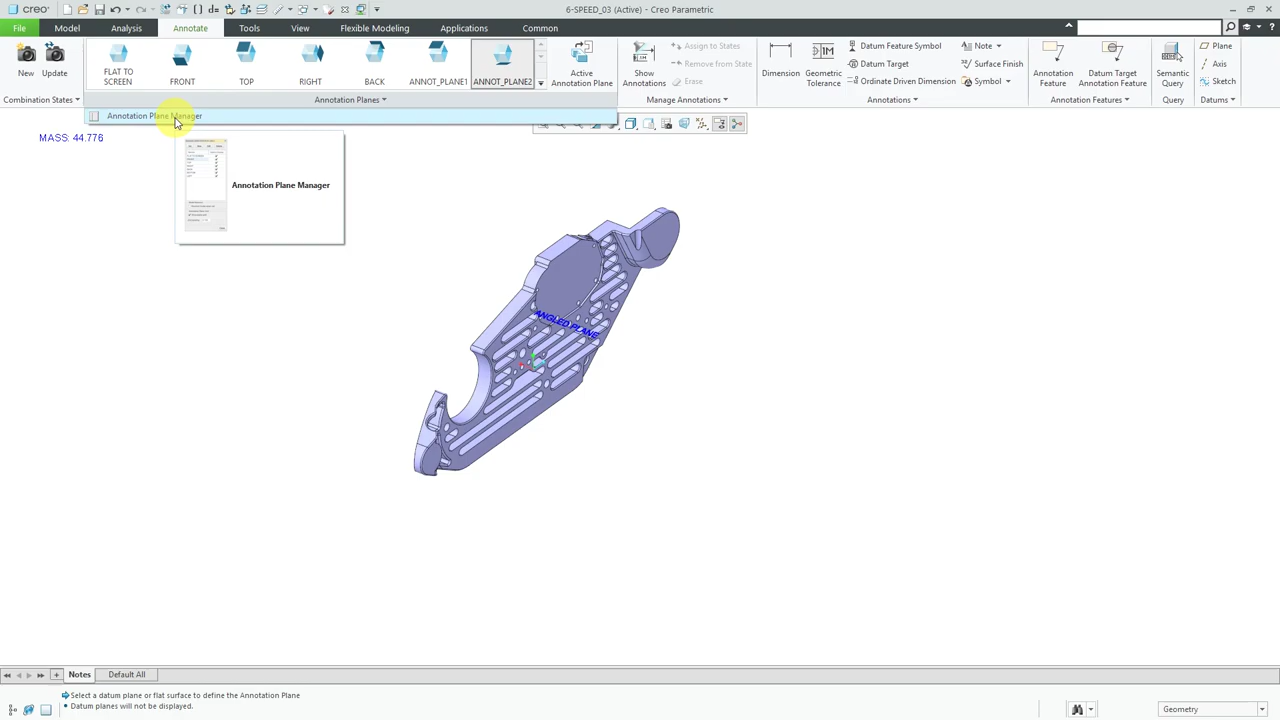 creo
6-SPEED_03 (Active) - Creo Parametric
File
Model
Analysis
Annotate
Tools
View
Flexible Modeling
Applications
Common
New
Update
Combination States
FLAT TO
SCREEN
FRONT
TOP
RIGHT
BACK
ANNOT_PLANE1
ANNOT_PLANE2
Annotation Planes
Active
Annotation Plane
Show
Annotations
Assign to States
Remove from State
Erase
Manage Annotations
Dimension
Geometric
Tolerance
Datum Feature Symbol
Datum Target
Ordinate Driven Dimension
Note
Surface Finish
Symbol
Annotations
Annotation
Feature
Datum Target
Annotation Feature
Annotation Features
Semantic
Query
Query
Plane
Axis
Sketch
Datums
Annotation Plane Manager
MASS: 44.776
Annotation Plane Manager
ANGLED PLANE
Notes
Default All
Select a datum plane or flat surface to define the Annotation Plane
Datum planes will not be displayed.
Geometry